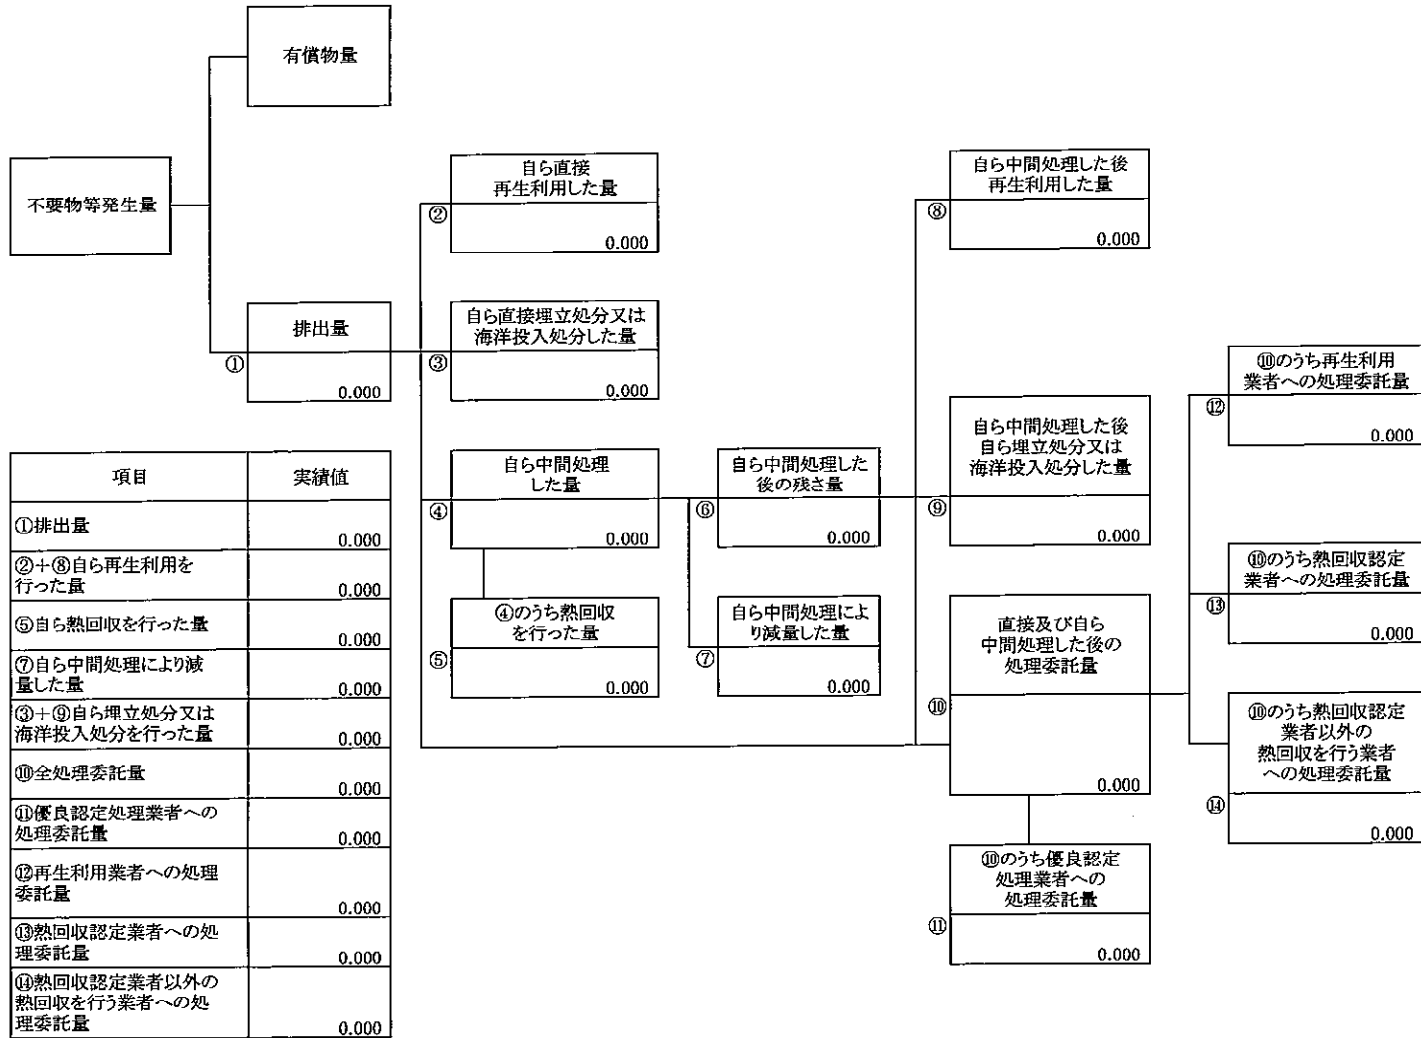 有償物量
不要物等発生量
自ら直接
再生利用した量
②
0.000
自ら中間処理した後
再生利用した量
⑧
0.000
排出量
①
0.000
自ら直接埋立処分又は
海洋投入処分した量
③
0.000
⑩のうち再生利用
業者への処理委託量
⑫
0.000
自ら中間処理
した量
④
0.000
自ら中間処理した
後の残さ量
⑥
0.000
自ら中間処理した後
自ら埋立処分又は
海洋投入処分した量
⑨
0.000
⑩のうち熱回収認定
業者への処理委託量
⑬
0.000
④のうち熱回収
を行った量
⑤
0.000
自ら中間処理によ
り減量した量
⑦
0.000
直接及び自ら
中間処理した後の
処理委託量
⑩
0.000
⑩のうち熱回収認定
業者以外の
熱回収を行う業者
への処理委託量
⑭
0.000
⑩のうち優良認定
処理業者への
処理委託量
⑪
0.000
項目 実績値
①排出量
0.000
②+⑧自ら再生利用を
行った量 0.000
⑤自ら熱回収を行った量
0.000
⑦自ら中間処理により減
量した量 0.000
③+⑨自ら埋立処分又は
海洋投入処分を行った量 0.000
⑩全処理委託量
0.000
⑪優良認定処理業者への
処理委託量 0.000
⑫再生利用業者への処理
委託量
0.000
⑬熱回収認定業者への処
理委託量 0.000
⑭熱回収認定業者以外の
熱回収を行う業者への処
理委託量 0.000